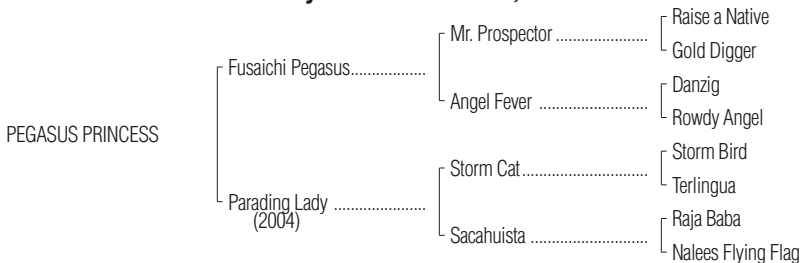 Raise a Native
Mr. Prospector ....................
Gold Digger
Fusaichi Pegasus..................
Danzig
Angel Fever .......................
Rowdy Angel
PEGASUS PRINCESS
Storm Bird
Storm Cat...........................
Terlingua
Parading Lady ....................
(2004)
Raja Baba
Sacahuista .........................
Nalees Flying Flag